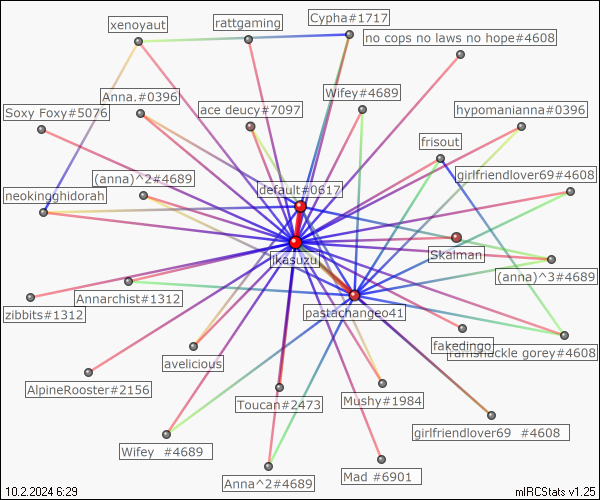 xenoyaut
rattgaming
Cypha#1717
no cops no laws no hope#4608
Anna.#0396
Wifey#4689
Soxy Foxy#5076
ace deucy#7097
hypomanianna#0396
frisout
(anna)^2#4689
girlfriendlover69#4608
neokingghidorah
default#0617
ikasuzu
Skalman
(anna)^3#4689
Annarchist#1312
zibbits#1312
pastachangeo41
fakedingo
ramshackle gorey#4608
avelicious
AlpineRooster#2156
Toucan#2473
Mushy#1984
girlfriendlover69 #4608
Wifey #4689
Anna^2#4689
Mad #6901
10.2.2024 6:29
mIRCStats v1.25